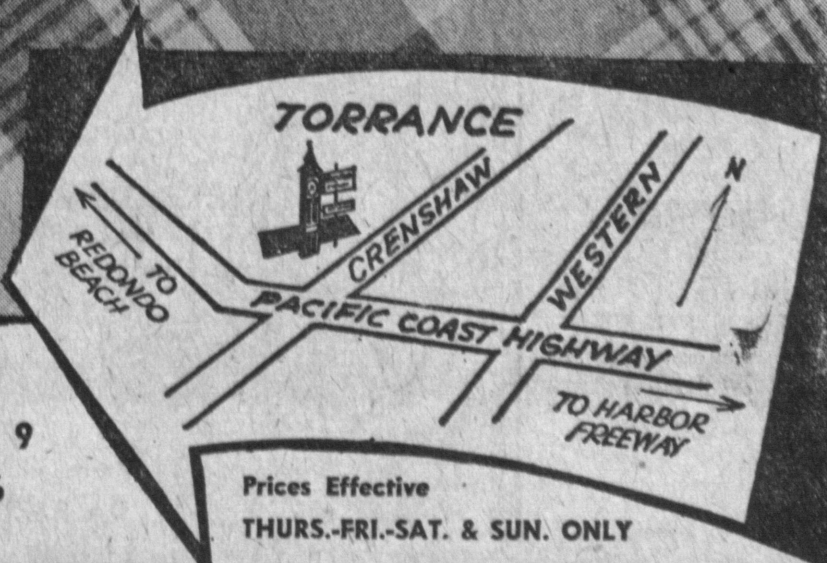 TORRANCE
CRENSHAW
WESTERN
N
TO
REDONDO
BEACH
PACIFIC COAST HIGHWAY
TO HARBOR
FREEWAY
9
Prices Effective
THURS.-FRI.-SAT. & SUN. ONLY